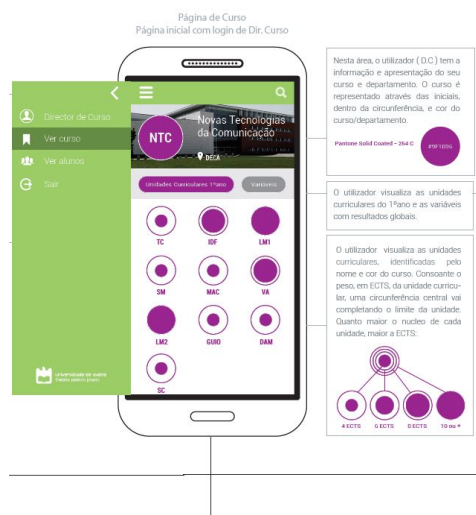 Página de Curso
Página inicial com login de Dir. Curso
Director de Curso
Ver curso
Ver alunos
Sair
universidade de aveiro
NTC
Novas Tecnologias
da Comunicação
DECA
Unidades Curriculares 1ºano
Variáveis
TC
IDF
LM1
SM
MAC
VA
LM2
GUIO
DAM
SC
Nesta área, o utilizador ( D.C ) tem a
informação e apresentação do seu
curso e departamento. O curso é
representado através das iniciais,
dentro da circunferência, e cor do
curso/departamento.
Pantone Solid Coated - 254 C
O utilizador visualiza as unidades
curriculares do 1ºano e as variáveis
com resultados globais.
O utilizador visualiza as unidades
curriculares, identificadas pelo
nome e cor do curso. Consoante o
peso, em ECTS, da unidade curricu-
lar, uma circunferência central vai
completando o limite da unidade.
Quanto maior o nucleo de cada
unidade, maior a ECTS:
4 ECTS
6 ECTS
8 ECTS
10 ou +